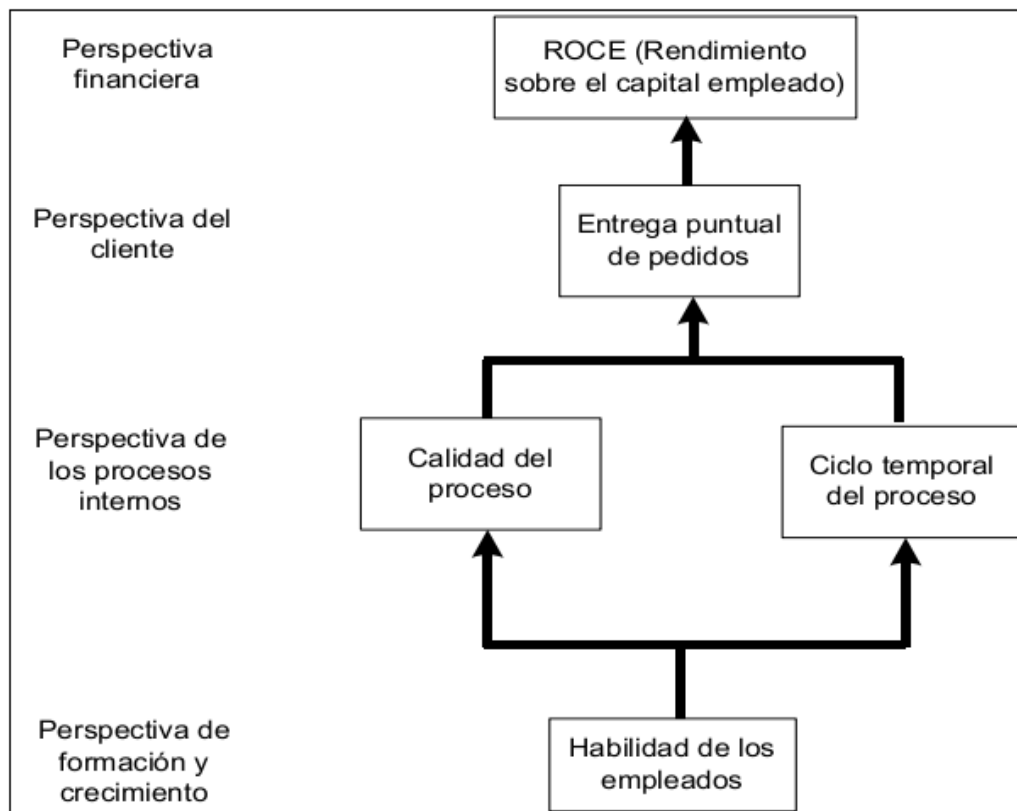 Perspectiva
financiera
ROCE (Rendimiento
sobre el capital empleado)
Perspectiva del
cliente
Entrega puntual
de pedidos
Perspectiva de
los procesos
internos
Calidad del
proceso
Ciclo temporal
del proceso
Perspectiva de
formación y
crecimiento
Habilidad de los
empleados